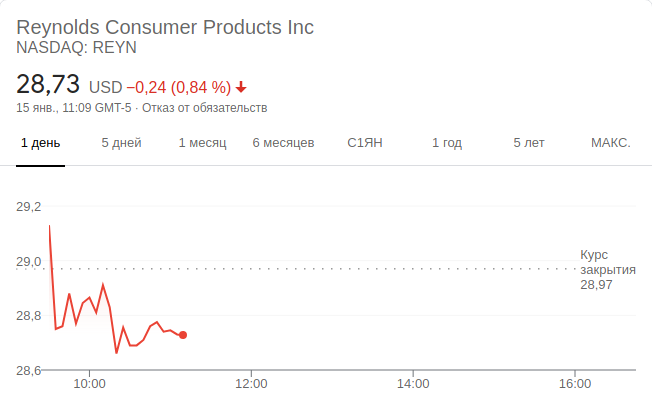 Reynolds Consumer Products Inc
NASDAQ: REYN
28,73 USD −0,24 (0,84 %)
15 янв., 11:09 GMT-5 · Отказ от обязательств
1 день 5 дней 1 месяц 6 месяцев С1ЯН 1 год 5 лет МАКС.
29,2
29,0
28,8
28,6
Курс
закрытия
28,97
10:00 12:00 14:00 16:00